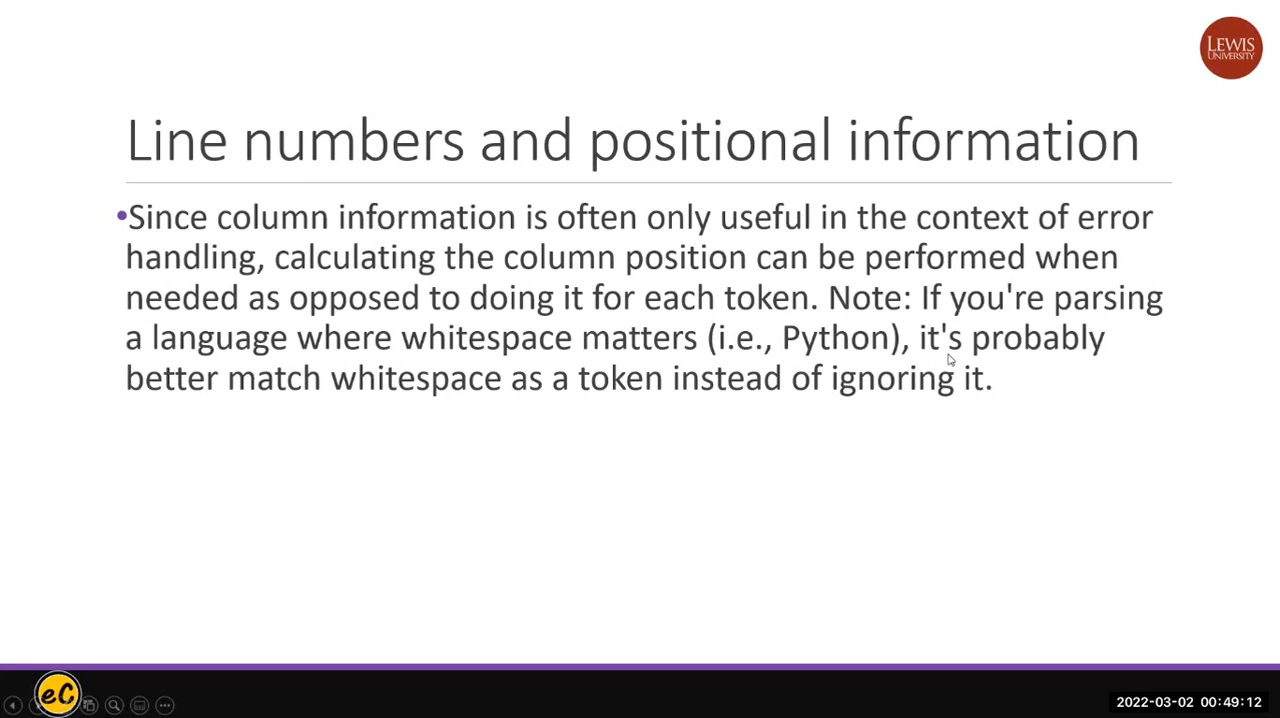 LEWIS
UNIVERSITY
Line numbers and positional information
•Since column information is often only useful in the context of error
handling, calculating the column position can be performed when
needed as opposed to doing it for each token. Note: If you're parsing
a language where whitespace matters (i.e., Python), it's probably
better match whitespace as a token instead of ignoring it.
eC
2022-03-02 00:49:12